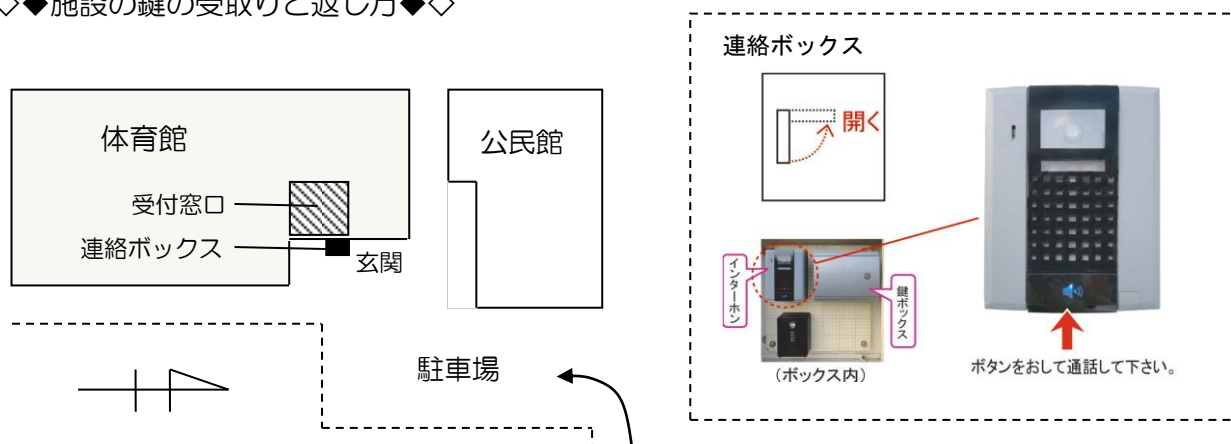 ◇◆施設の鍵の受取りと返し方◆◇
体育館
受付窓口
連絡ボックス
玄関
公民館
駐車場
連絡ボックス
開く
インターホン
鍵ボックス
(ボックス内)
ボタンをおして通話して下さい。